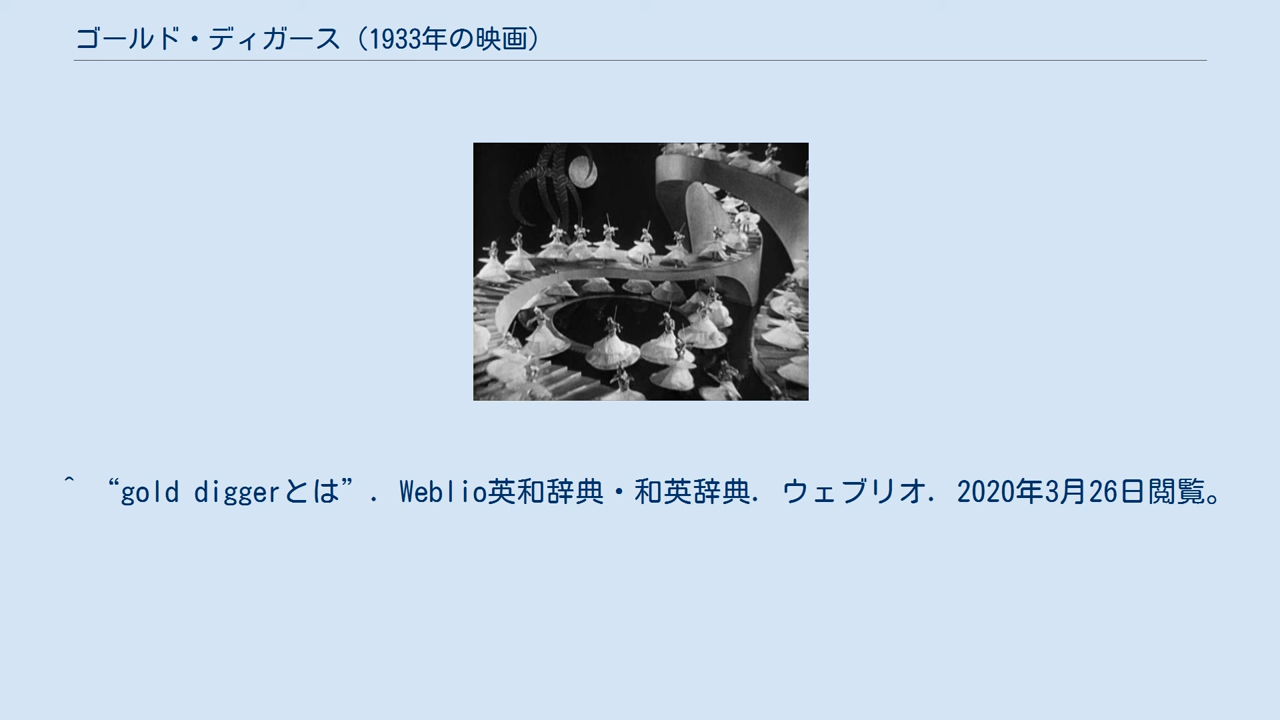 ゴールド・ディガース（1933年の映画）
^ “gold diggerとは”. Weblio英和辞典・和英辞典. ウェブリオ. 2020年3月26日閲覧。